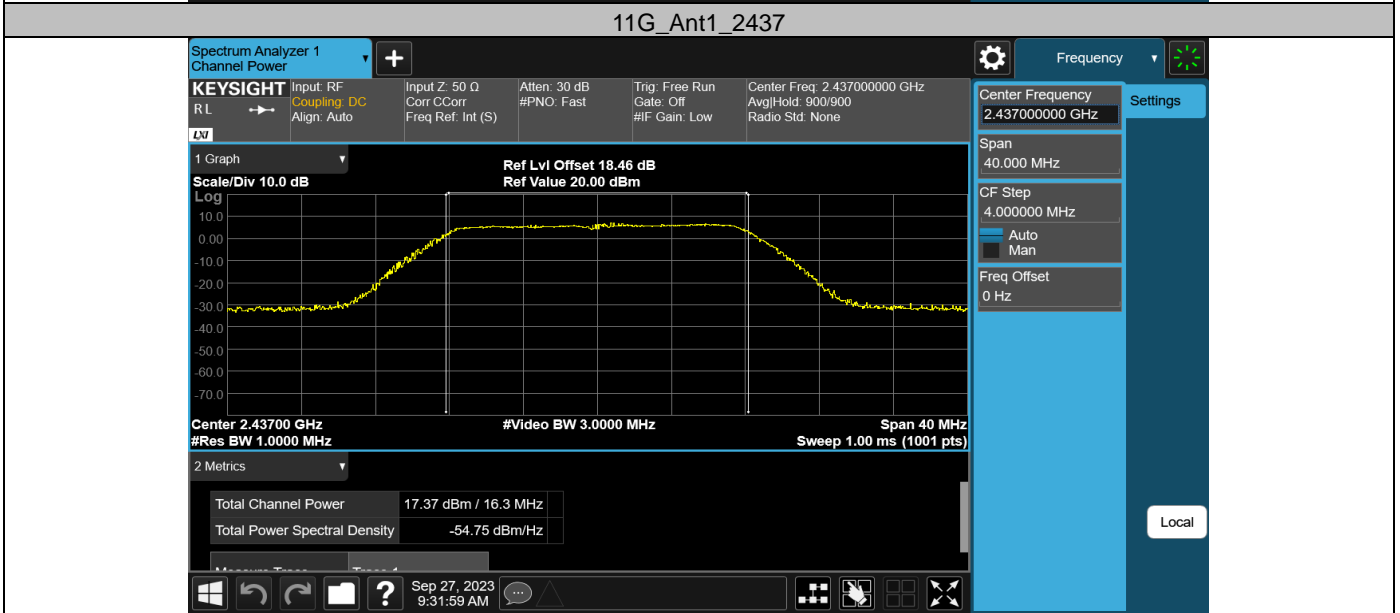 11G_Ant1_2437
Spectrum Analyzer 1
Channel Power
+
Frequency
KEYSIGHT
RL
LXI
Input: RF
Coupling: DC
Align: Auto
Input Z: 50 Ω
Corr CCorr
Freq Ref: Int (S)
Atten: 30 dB
#PNO: Fast
Trig: Free Run
Gate: Off
#IF Gain: Low
Center Freq: 2.437000000 GHz
Avg|Hold: 900/900
Radio Std: None
Center Frequency
2.437000000 GHz
Settings
Span
40.000 MHz
CF Step
4.000000 MHz
Auto
Man
Freq Offset
0 Hz
1 Graph
Scale/Div 10.0 dB
Ref Lvl Offset 18.46 dB
Ref Value 20.00 dBm
Log
10.0
0.00
-10.0
-20.0
-30.0
-40.0
-50.0
-60.0
-70.0
Center 2.43700 GHz
#Video BW 3.0000 MHz
Span 40 MHz
#Res BW 1.0000 MHz
Sweep 1.00 ms (1001 pts)
2 Metrics
Total Channel Power 17.37 dBm / 16.3 MHz
Total Power Spectral Density -54.75 dBm/Hz
Local
?
Sep 27, 2023
9:31:59 AM